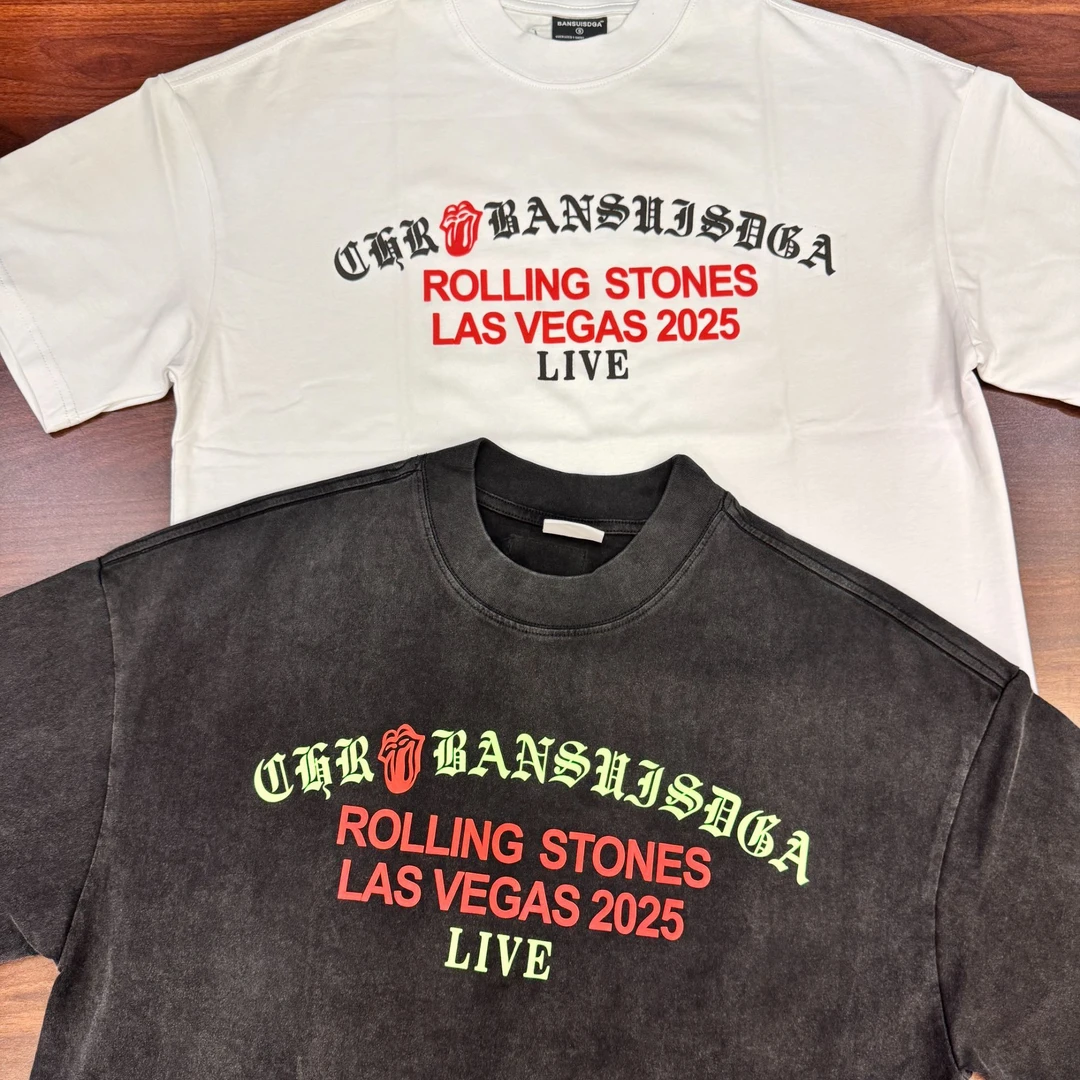 BANSUISDGA
S
CHR BANSUISDGA
ROLLING STONES
LAS VEGAS 2025
LIVE
CHR BANSUISDGA
ROLLING STONES
LAS VEGAS 2025
LIVE